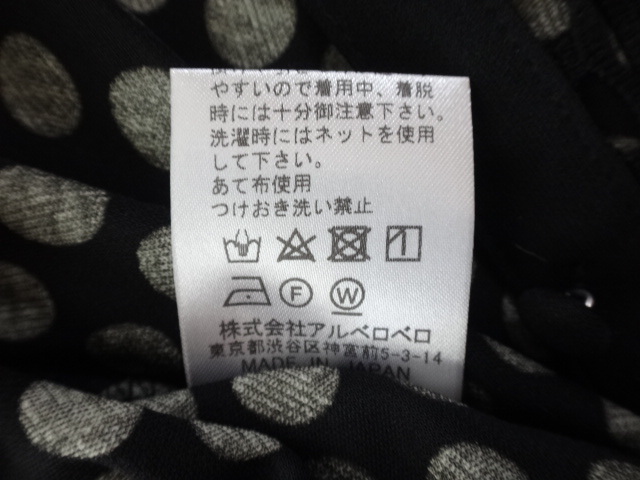 やすいので着用中、着脱
時には十分御注意下さい。
洗濯時にはネットを使用
して下さい。
あて布使用
つけおき洗い禁止
F W
株式会社アルベロベロ
東京都渋谷区神宮前5-3-14
MADE IN JAPAN